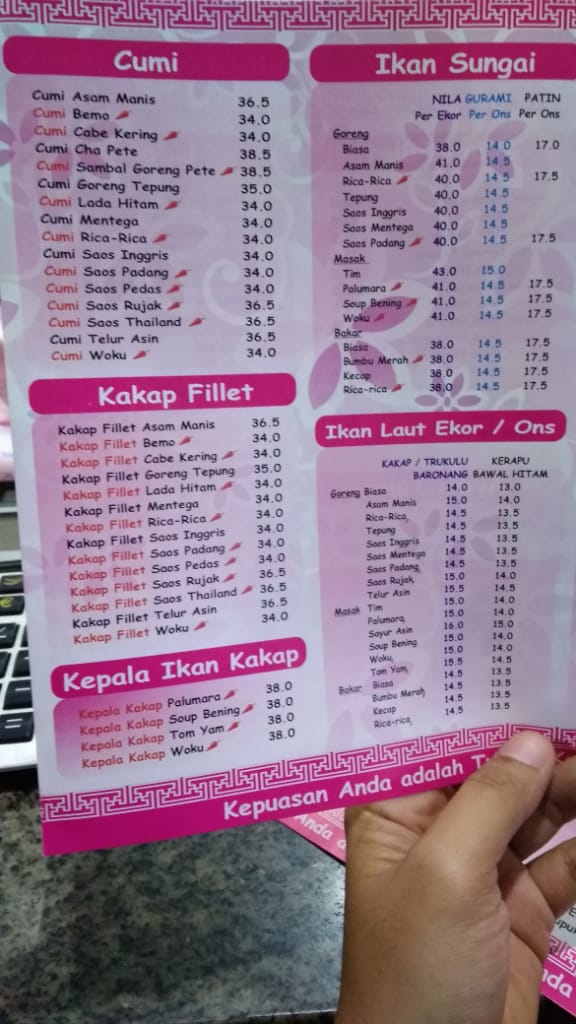 Cumi
Cumi Asam Manis 36.5
Cumi Bemo 34.0
Cumi Cabe Kering 34.0
Cumi Cha Pete 38.5
Cumi Sambal Goreng Pete 38.5
Cumi Goreng Tepung 35.0
Cumi Lada Hitam 34.0
Cumi Mentega 34.0
Cumi Rica-Rica 34.0
Cumi Saos Inggris 34.0
Cumi Saos Padang 34.0
Cumi Saos Pedas 34.0
Cumi Saos Rujak 36.5
Cumi Saos Thailand 36.5
Cumi Telur Asin 36.5
Cumi Woku 34.0
Kakap Fillet
Kakap Fillet Asam Manis 36.5
Kakap Fillet Bemo 34.0
Kakap Fillet Cabe Kering 34.0
Kakap Fillet Goreng Tepung 35.0
Kakap Fillet Lada Hitam 34.0
Kakap Fillet Mentega 34.0
Kakap Fillet Rica-Rica 34.0
Kakap Fillet Saos Inggris 34.0
Kakap Fillet Saos Padang 34.0
Kakap Fillet Saos Pedas 34.0
Kakap Fillet Saos Rujak 36.5
Kakap Fillet Saos Thailand 36.5
Kakap Fillet Telur Asin 36.5
Kakap Fillet Woku 34.0
Kepala Ikan Kakap
Kepala Kakap Palumara 38.0
Kepala Kakap Soup Bening 38.0
Kepala Kakap Tom Yam 38.0
Kepala Kakap Woku 38.0
Ikan Sungai
NILA GURAMI PATIN
Per Ekor Per Ons Per Ons
Goreng
Biasa 38.0 14.0 17.0
Asam Manis 41.0 14.5
Rica-Rica 40.0 14.5 17.5
Tepung 40.0 14.5
Saos Inggris 40.0 14.5
Saos Mentega 40.0 14.5
Saos Padang 40.0 14.5 17.5
Masak
Tim 43.0 15.0
Palumara 41.0 14.5 17.5
Soup Bening 41.0 14.5 17.5
Woku 41.0 14.5 17.5
Bakar
Biasa 38.0 14.5 17.5
Bumbu Merah 38.0 14.5 17.5
Kecap 38.0 14.5 17.5
Rica-rica 38.0 14.5 17.5
Ikan Laut Ekor / Ons
KAKAP / TRUKULU KERAPU
BARONANG BAWAL HITAM
Goreng Biasa 14.0 13.0
Asam Manis 15.0 14.0
Rica-Rica 14.5 13.5
Tepung 14.5 13.5
Saos Inggris 14.5 13.5
Saos Mentega 14.5 13.5
Saos Padang 14.5 13.5
Saos Rujak 15.0 14.0
Telur Asin 15.5 14.5
Masak Tim 15.0 14.0
Palumara 15.0 14.0
Sayur Asin 16.0 15.0
Soup Bening 15.0 14.0
Woku 15.0 14.0
Tom Yam 15.5 14.5
Bakar Biasa 14.5 13.5
Bumbu Merah 14.5 13.5
Kecap 14.5 13.5
Rica-rica 14.5 13.5
Kepuasan Anda adalah
Anda